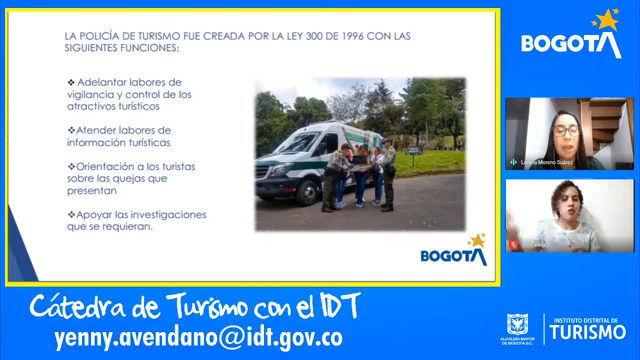 LA POLICÍA DE TURISMO FUE CREADA POR LA LEY 300 DE 1996 CON LAS
SIGUIENTES FUNCIONES:
❖ Adelantar labores de
vigilancia y control de los
atractivos turísticos
❖Atender labores de
información turísticas
❖Orientación a los turistas
sobre las quejas que
presentan
❖Apoyar las investigaciones
que se requieran.
BOGOTA
BOGOTA
Lorena Moreno Suárez
Cátedra de Turismo con el IDT
yenny.avendano@idt.gov.co
ALCALDÍA MAYOR
DE BOGOTÁ D.C.
INSTITUTO DISTRITAL DE
TURISMO